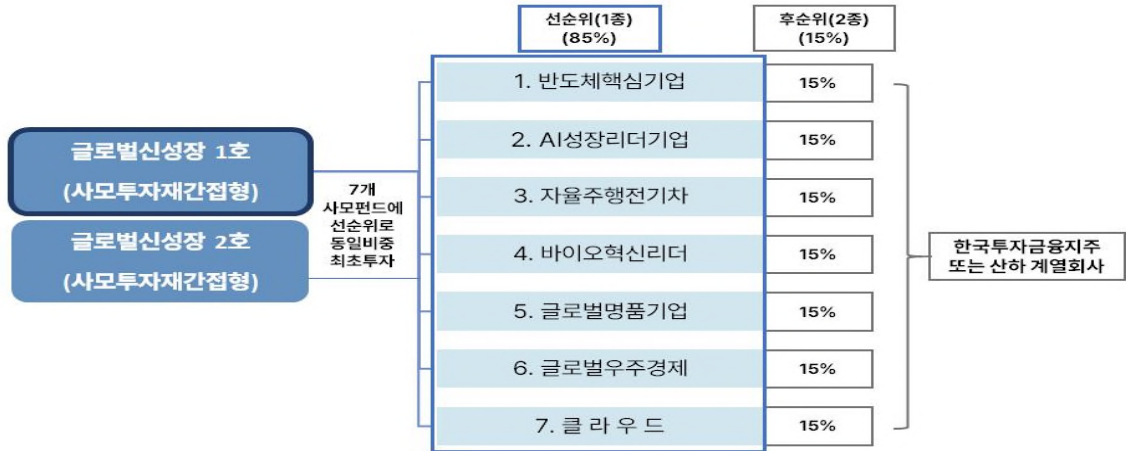 선순위(1종)
(85%)
후순위(2종)
(15%)
글로벌신성장 1호
(사모투자재간접형)
글로벌신성장 2호
(사모투자재간접형)
7개
사모펀드에
선순위로
동일비중
최초투자
1. 반도체핵심기업
15%
2. AI성장리더기업
15%
3. 자율주행전기차
15%
4. 바이오혁신리더
15%
5. 글로벌명품기업
15%
6. 글로벌우주경제
15%
7. 클 라 우 드
15%
한국투자금융지주
또는 산하 계열회사